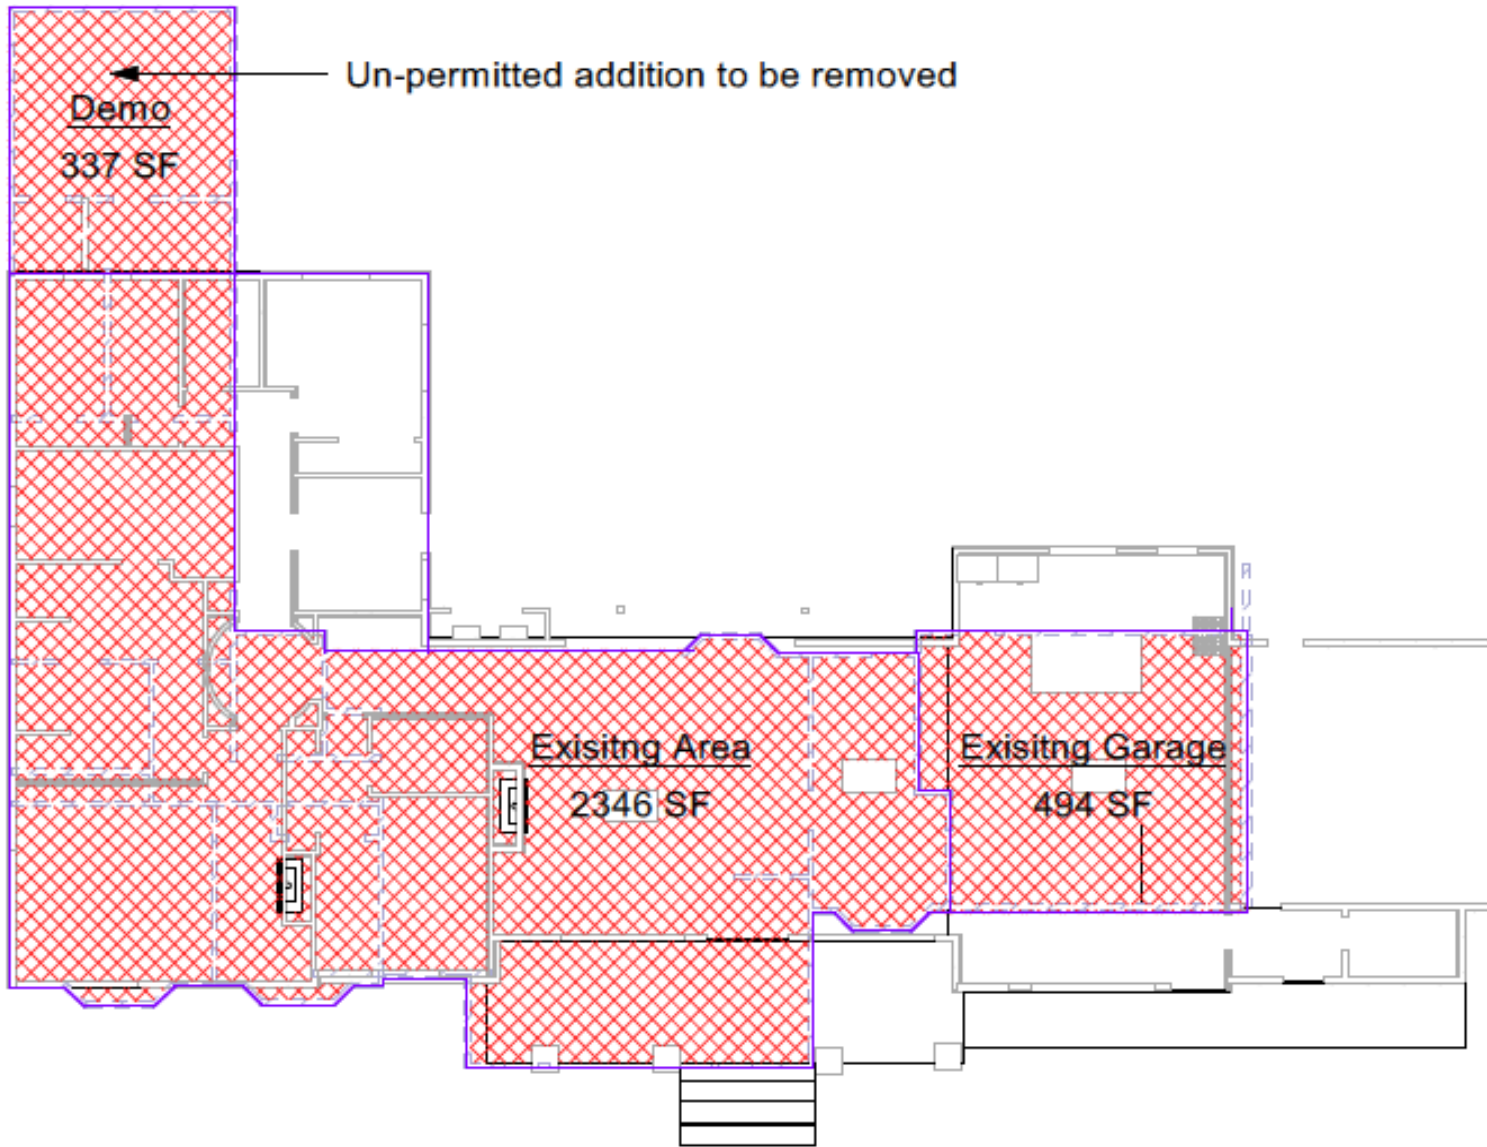 Un-permitted addition to be removed
Demo
337 SF
Exisitng Area
2346 SF
Exisitng Garage
494 SF